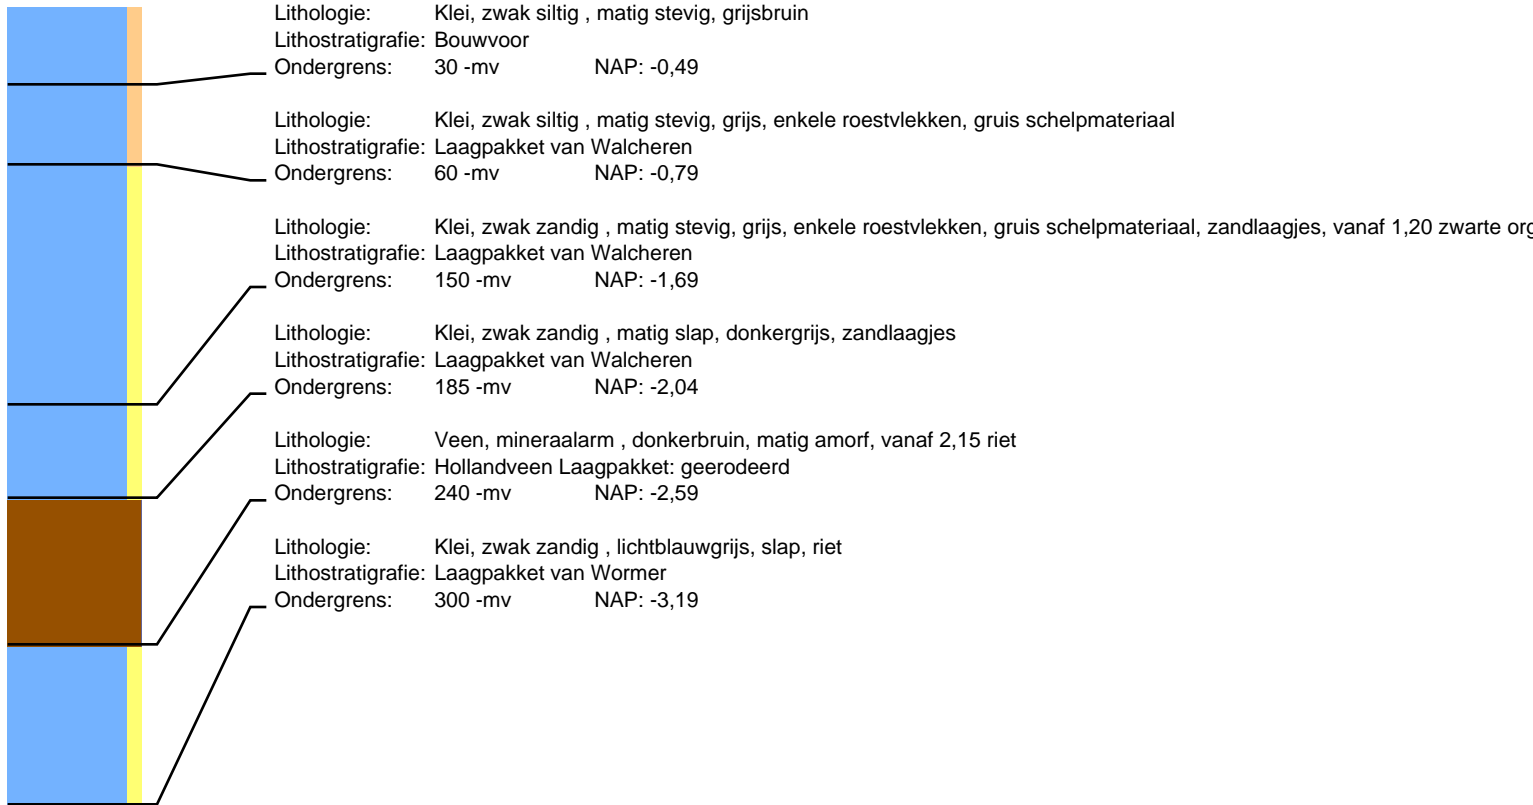 Lithologie: Klei, zwak siltig , matig stevig, grijsbruin
Lithostratigrafie: Bouwvoor
Ondergrens: 30 -mv NAP: -0,49
Lithologie: Klei, zwak siltig , matig stevig, grijs, enkele roestvlekken, gruis schelpmateriaal
Lithostratigrafie: Laagpakket van Walcheren
Ondergrens: 60 -mv NAP: -0,79
Lithologie: Klei, zwak zandig , matig stevig, grijs, enkele roestvlekken, gruis schelpmateriaal, zandlaagjes, vanaf 1,20 zwarte
Lithostratigrafie: Laagpakket van Walcheren
Ondergrens: 150 -mv NAP: -1,69
Lithologie: Klei, zwak zandig , matig slap, donkergrijs, zandlaagjes
Lithostratigrafie: Laagpakket van Walcheren
Ondergrens: 185 -mv NAP: -2,04
Lithologie: Veen, mineraalarm , donkerbruin, matig amorf, vanaf 2,15 riet
Lithostratigrafie: Hollandveen Laagpakket: geerodeerd
Ondergrens: 240 -mv NAP: -2,59
Lithologie: Klei, zwak zandig , lichtblauwgrijs, slap, riet
Lithostratigrafie: Laagpakket van Wormer
Ondergrens: 300 -mv NAP: -3,19